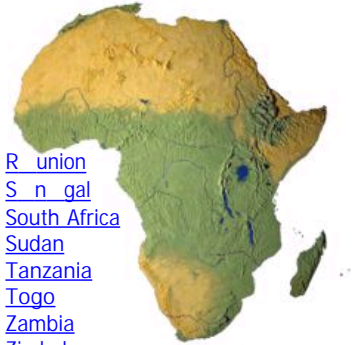 R union
S n gal
South Africa
Sudan
Tanzania
Togo
Zambia